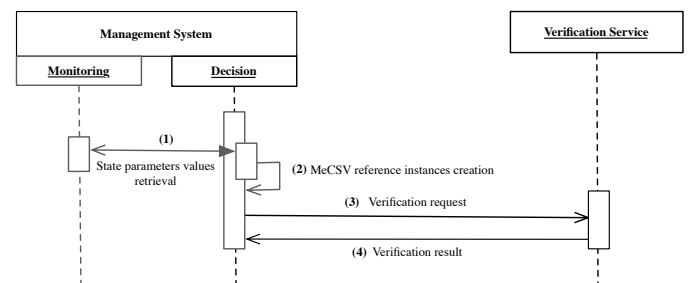 Management System
Verification Service
Monitoring
Decision
(1)
State parameters values
retrieval
(2) MeCSV reference instances creation
(3) Verification request
(4) Verification result